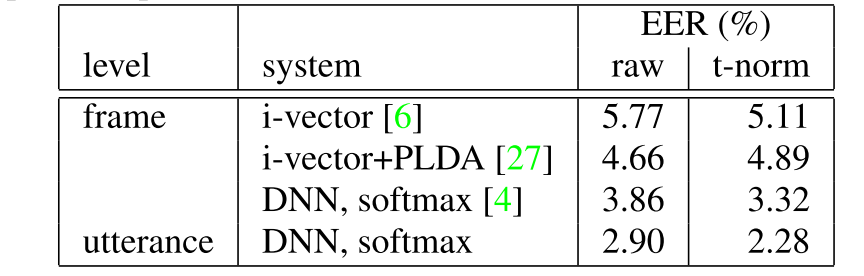 EER (%)
level system raw t-norm
frame i-vector [6] 5.77 5.11
i-vector+PLDA [27] 4.66 4.89
DNN, softmax [4] 3.86 3.32
utterance DNN, softmax 2.90 2.28